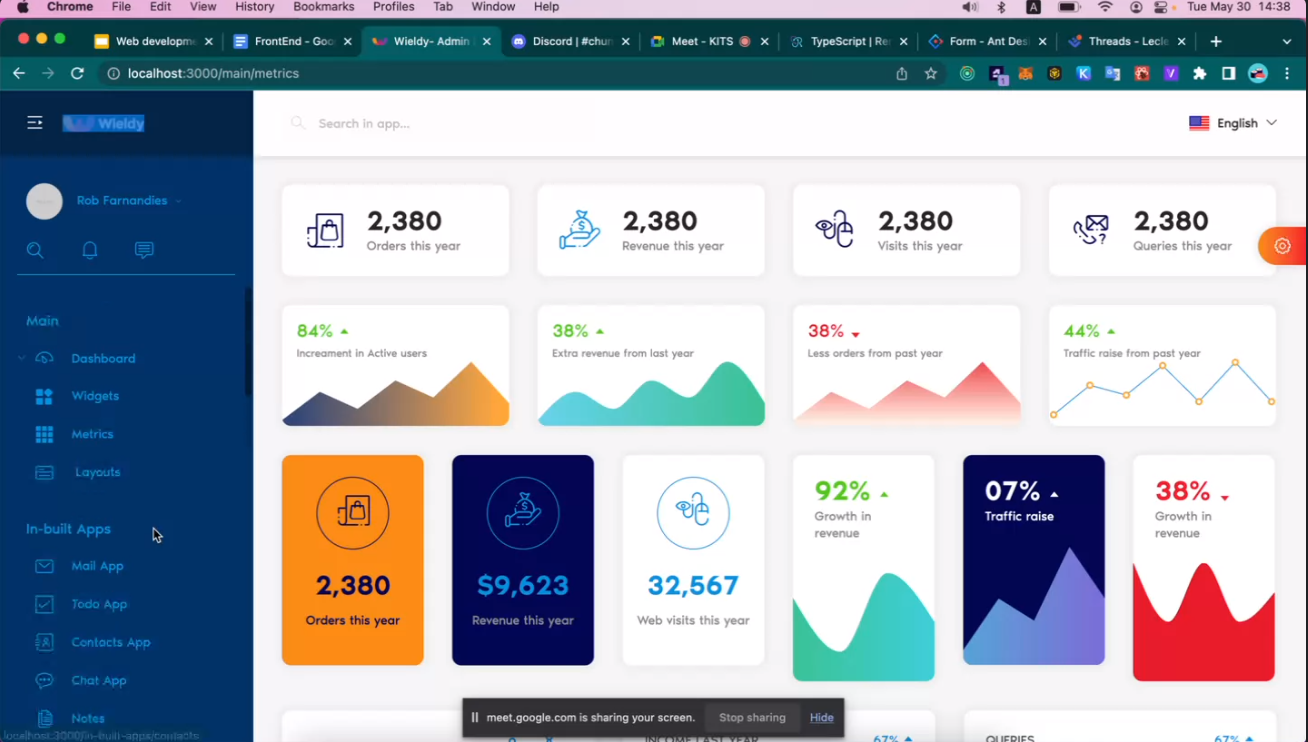 Chrome File Edit View History Bookmarks Profiles Tab Window Help A Tue May 30 14:38
Web developm FrontEnd - Goo Wieldy- Admin Discord | #chun Meet - KITS TypeScript | Re Form - Ant Des Threads - Lecle
localhost:3000/main/metrics
Wieldy
Search in app...
English
Rob Farnandies
2,380
Orders this year
2,380
Revenue this year
2,380
Visits this year
2,380
Queries this year
Main
Dashboard
Widgets
Metrics
Layouts
84%
Increament in Active users
38%
Extra revenue from last year
38%
Less orders from past year
44%
Traffic raise from past year
In-built Apps
Mail App
Todo App
Contacts App
Chat App
Notes
2,380
Orders this year
$9,623
Revenue this year
32,567
Web visits this year
92%
Growth in
revenue
07%
Traffic raise
38%
Growth in
revenue
meet.google.com is sharing your screen. Stop sharing Hide
INCOME LAST YEAR
67%
QUERIES
67%
localhost:3000/in-built-apps/contacts